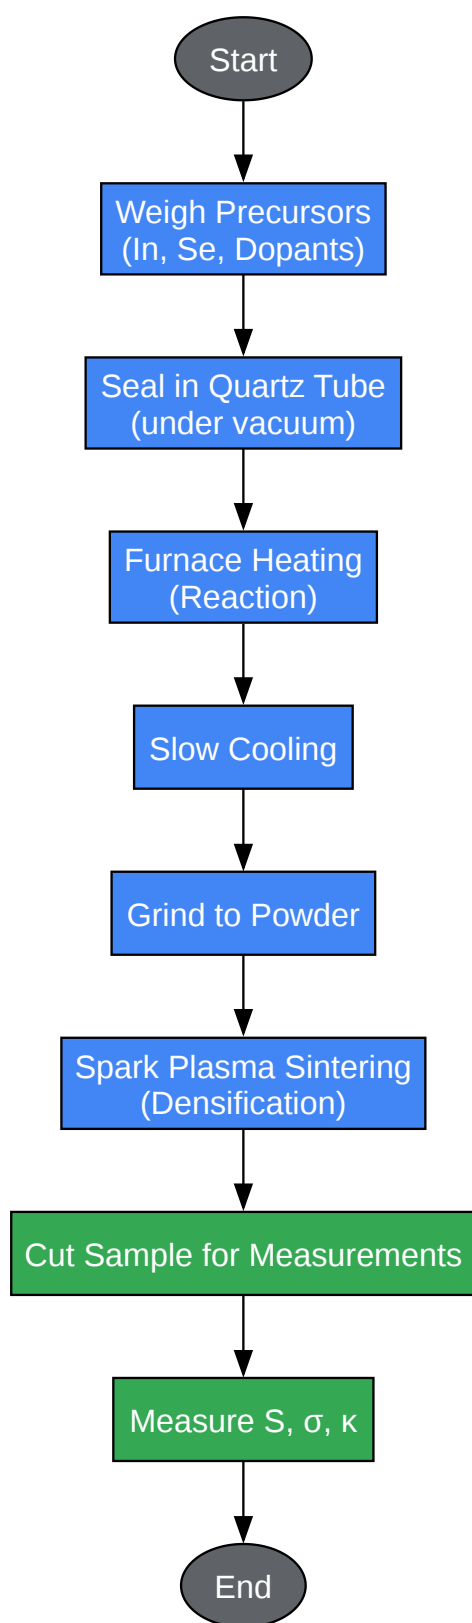 Start
Weigh Precursors
(In, Se, Dopants)
Seal in Quartz Tube
(under vacuum)
Furnace Heating
(Reaction)
Slow Cooling
Grind to Powder
Spark Plasma Sintering
(Densification)
Cut Sample for Measurements
Measure S, σ, κ
End